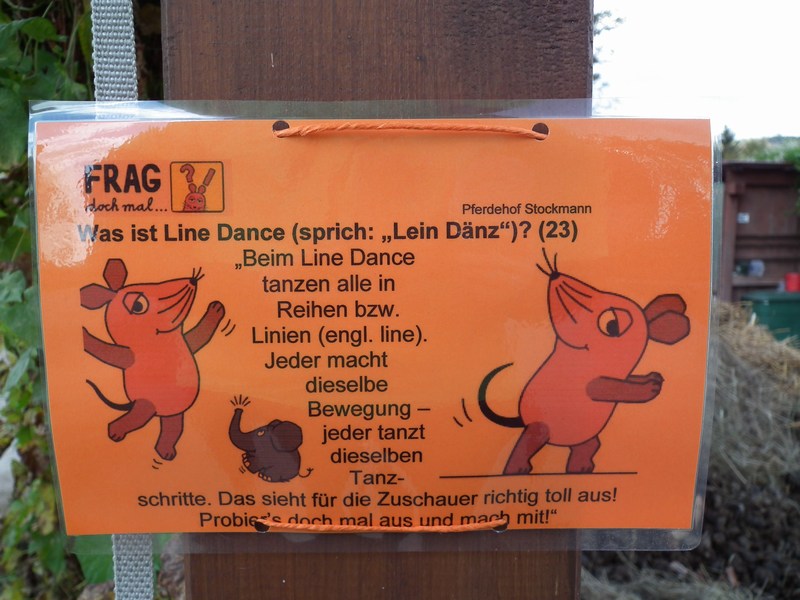 FRAG
doch mal...
?!
Pferdehof Stockmann
Was ist Line Dance (sprich: „Lein Dänz“)? (23)
„Beim Line Dance
tanzen alle in
Reihen bzw.
Linien (engl. line).
Jeder macht
dieselbe
Bewegung –
jeder tanzt
dieselben
Tanz-
schritte. Das sieht für die Zuschauer richtig toll aus!
Probier's doch mal aus und mach mit!“